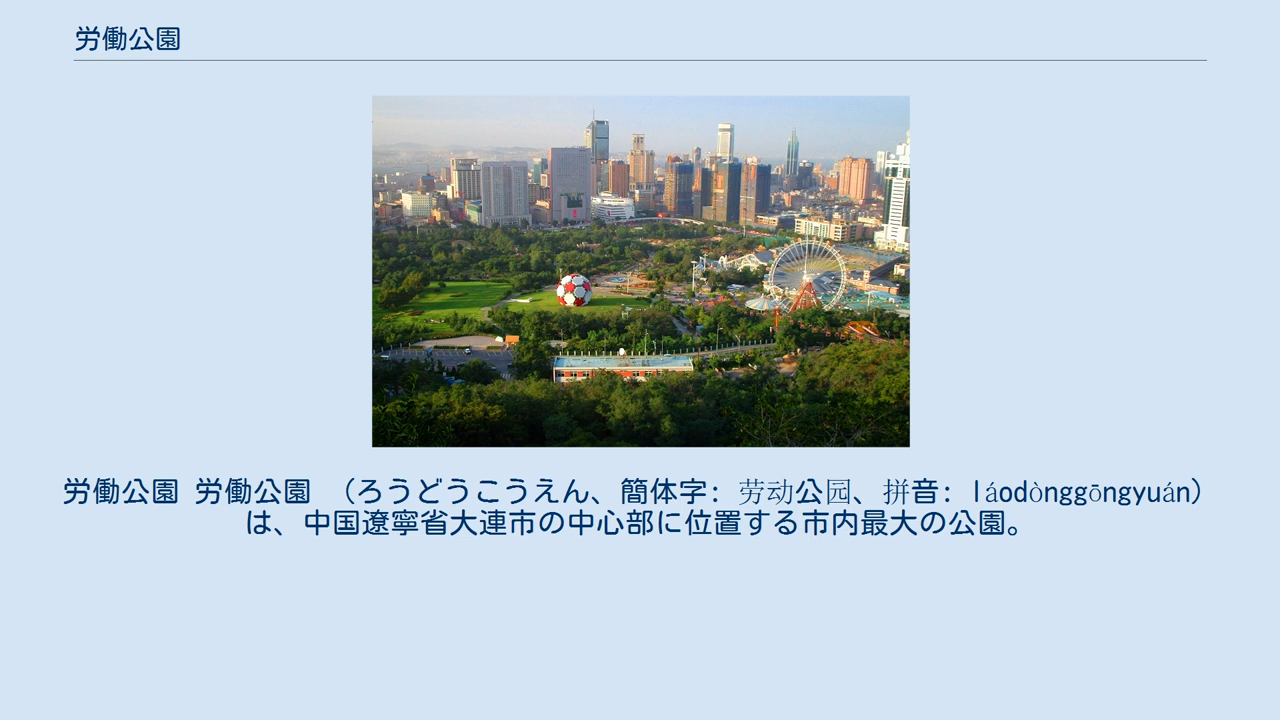 労働公園
労働公園 労働公園 （ろうどうこうえん、簡体字: 劳动公园、拼音: láodònggōngyuán）
は、中国遼寧省大連市の中心部に位置する市内最大の公園。